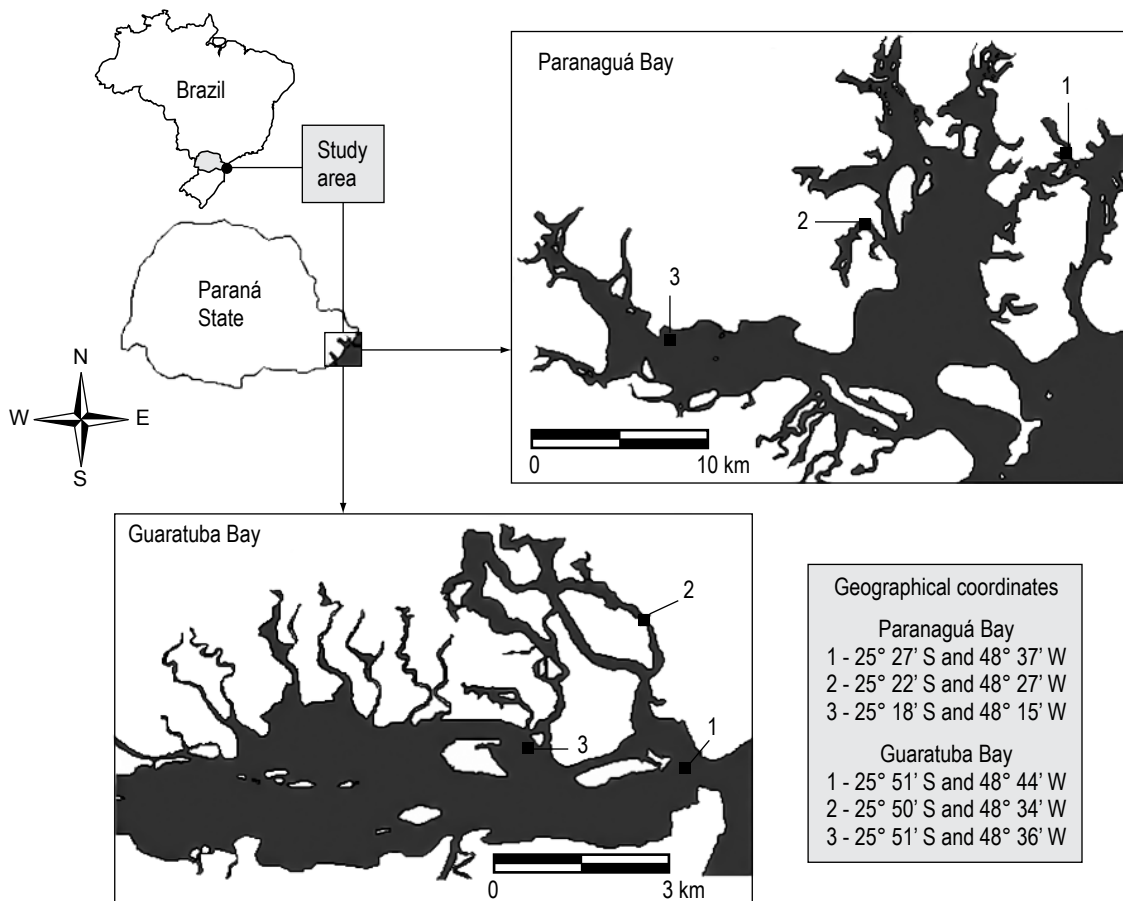 Brazil
Study
area
Paraná
State
N
W
E
S
Paranaguá Bay
1
2
3
0
10 km
Guaratuba Bay
2
3
1
0
3 km
Geographical coordinates
Paranaguá Bay
1 - 25° 27’ S and 48° 37’ W
2 - 25° 22’ S and 48° 27’ W
3 - 25° 18’ S and 48° 15’ W
Guaratuba Bay
1 - 25° 51’ S and 48° 44’ W
2 - 25° 50’ S and 48° 34’ W
3 - 25° 51’ S and 48° 36’ W